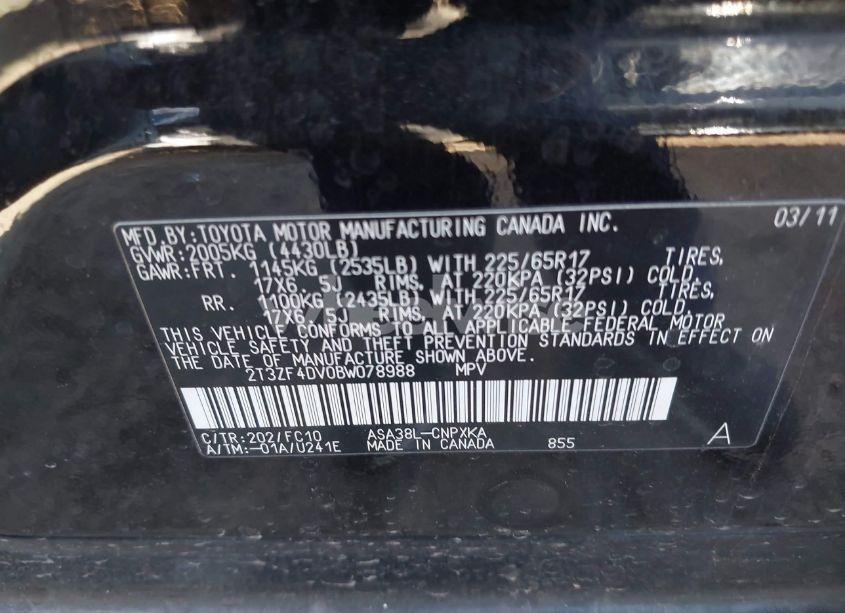 MFD.BY:TOYOTA MOTOR MANUFACTURING CANADA INC. 03/11
GVWR:2005KG (4430LB)
GAWR:FRT. 1145KG (2535LB) WITH 225/65R17 TIRES,
17X6.5J RIMS, AT 220KPA (32PSI) COLD.
RR. 1100KG (2435LB) WITH 225/65R17 TIRES,
17X6.5J RIMS, AT 220KPA (32PSI) COLD.
THIS VEHICLE CONFORMS TO ALL APPLICABLE FEDERAL MOTOR
VEHICLE SAFETY AND THEFT PREVENTION STANDARDS IN EFFECT ON
THE DATE OF MANUFACTURE SHOWN ABOVE.
2T3ZF4DV0BW078988 MPV
C/TR:202/FC10 ASA38L-CNPXKA
A/TM:-01A/U241E MADE IN CANADA 855 A